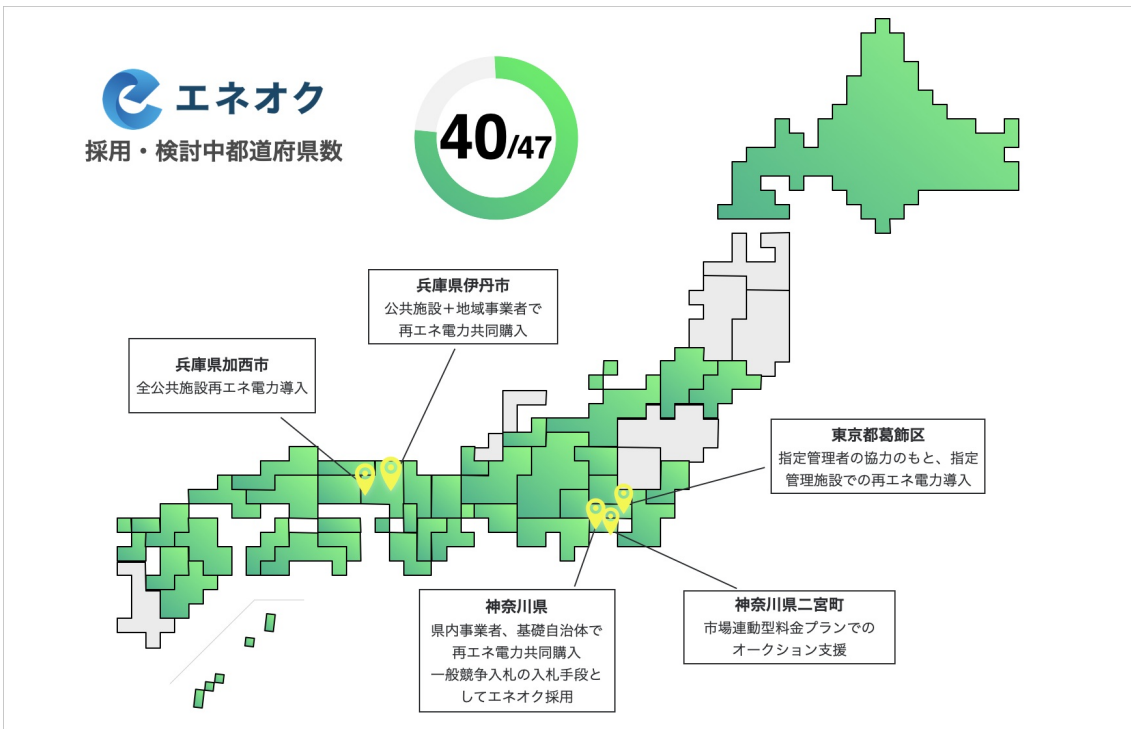 エネオク
採用・検討中都道府県数
40/47
兵庫県伊丹市
公共施設＋地域事業者で
再エネ電力共同購入
兵庫県加西市
全公共施設再エネ電力導入
東京都葛飾区
指定管理者の協力のもと、指定
管理施設での再エネ電力導入
神奈川県
県内事業者、基礎自治体で
再エネ電力共同購入
一般競争入札の入札手段と
してエネオク採用
神奈川県二宮町
市場連動型料金プランでの
オークション支援